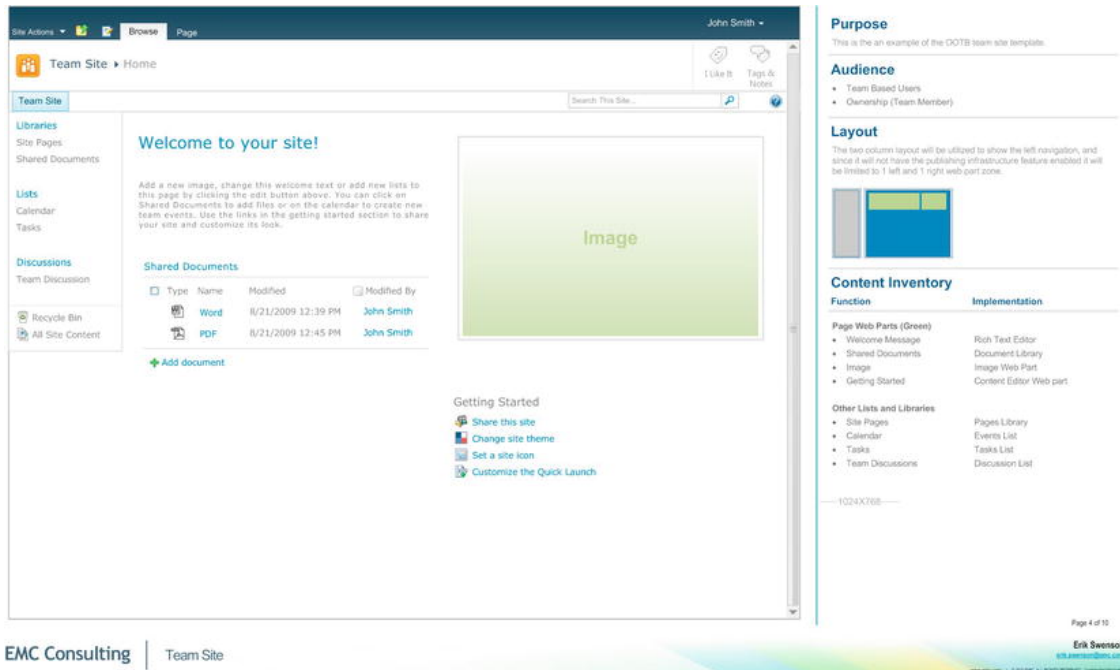 Site Actions
Browse
Page
John Smith
Team Site
Home
I Like It
Tags &
Notes
Team Site
Search This Site...
Libraries
Site Pages
Shared Documents
Lists
Calendar
Tasks
Discussions
Team Discussion
Recycle Bin
All Site Content
Welcome to your site!
Add a new image, change this welcome text or add new lists to
this page by clicking the edit button above. You can click on
Shared Documents to add files or on the calendar to create new
team events. Use the links in the getting started section to share
your site and customize its look.
Shared Documents
Type Name Modified Modified By
Word 8/21/2009 12:39 PM John Smith
PDF 8/21/2009 12:45 PM John Smith
Add document
Image
Getting Started
Share this site
Change site theme
Set a site icon
Customize the Quick Launch
Purpose
This is the an example of the OOTB team site template.
Audience
• Team Based Users
• Ownership (Team Member)
Layout
The two column layout will be utilized to show the left navigation, and
since it will not have the publishing infrastructure feature enabled it will
be limited to 1 left and 1 right web part zone.
Content Inventory
Function Implementation
Page Web Parts (Green)
• Welcome Message Rich Text Editor
• Shared Documents Document Library
• Image Image Web Part
• Getting Started Content Editor Web part
Other Lists and Libraries
• Site Pages Pages Library
• Calendar Events List
• Tasks Tasks List
• Team Discussions Discussion List
1024X768
Page 4 of 10
EMC Consulting
Team Site
Erik Swenso